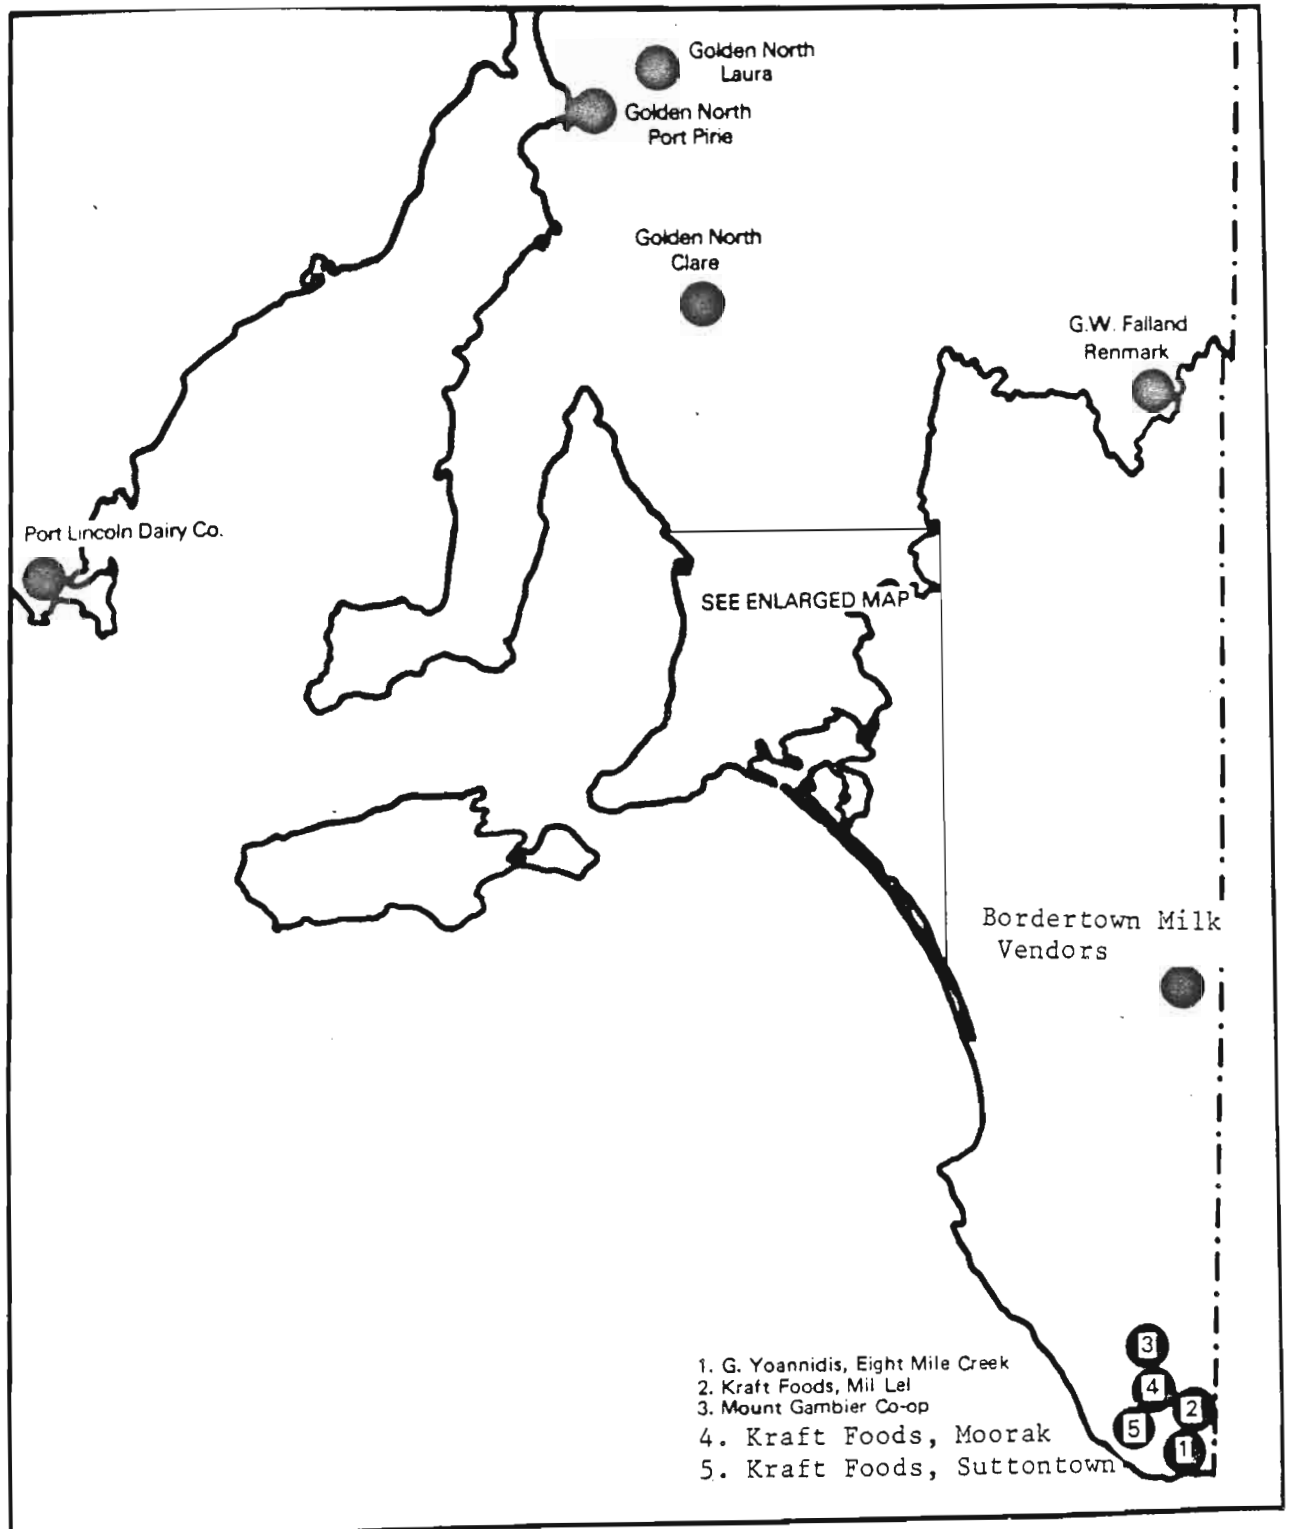 Golden North
Laura
Golden North
Port Pirie
Golden North
Clare
G.W. Falland
Renmark
Port Lincoln Dairy Co.
SEE ENLARGED MAP
Bordertown Milk
Vendors
1. G. Yoannidis, Eight Mile Creek
2. Kraft Foods, Mil Lel
3. Mount Gambier Co-op
4. Kraft Foods, Moorak
5. Kraft Foods, Suttontown
3
4
2
5
1